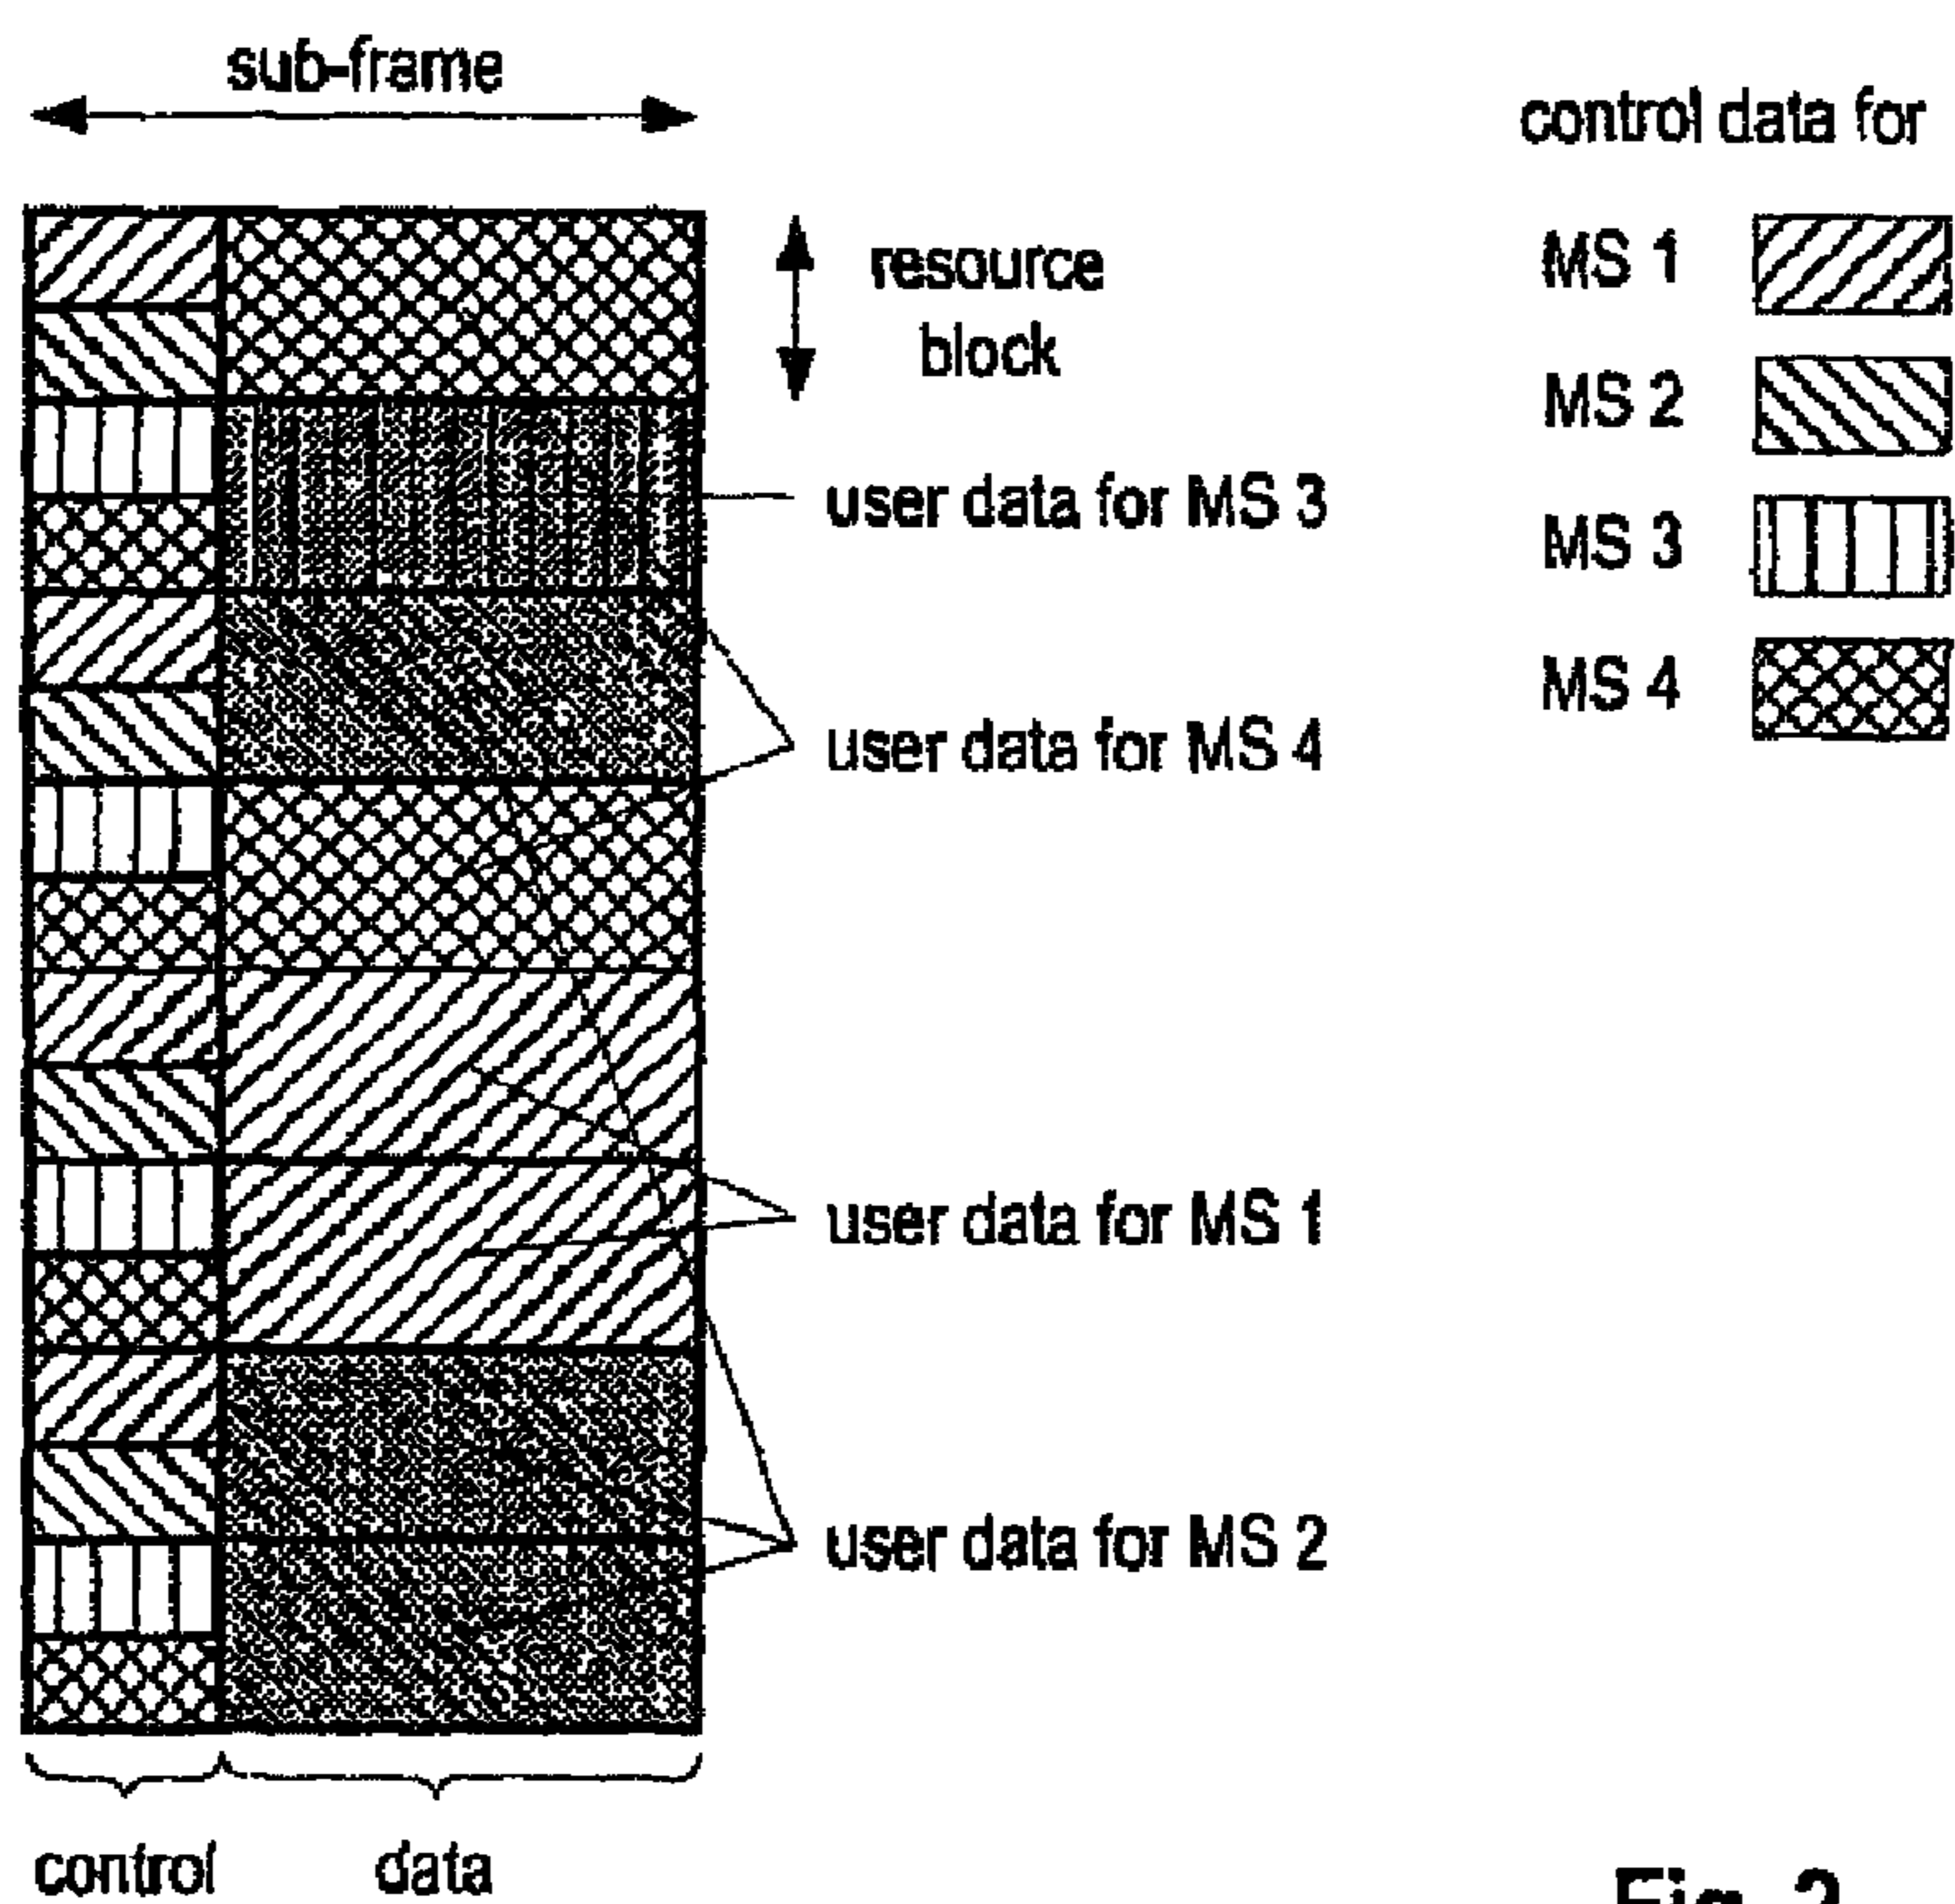 sub-frame
control data for
resource
block
MS 1
MS 2
MS 3
MS 4
user data for MS 3
user data for MS 4
user data for MS 1
user data for MS 2
control
data